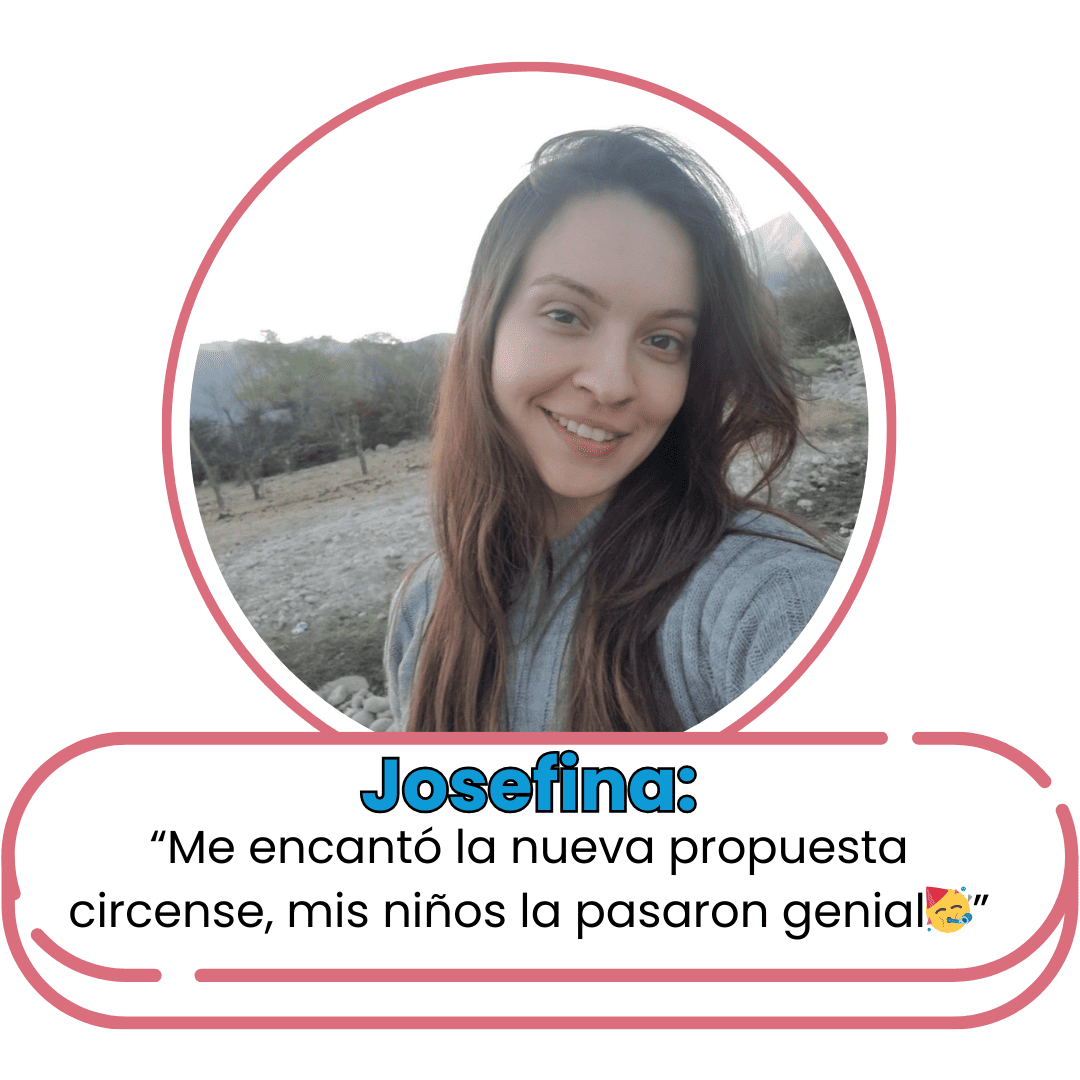 Josefina:
“Me encantó la nueva propuesta
circense, mis niños la pasaron genial🥳”